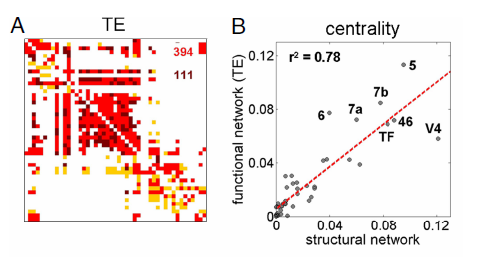 A
TE
394
111
B
centrality
r² = 0.78
functional network (TE)
0.12
0.08
0.04
0
5
7b
6
7a
46
TF
V4
0
0.04
0.08
0.12
structural network